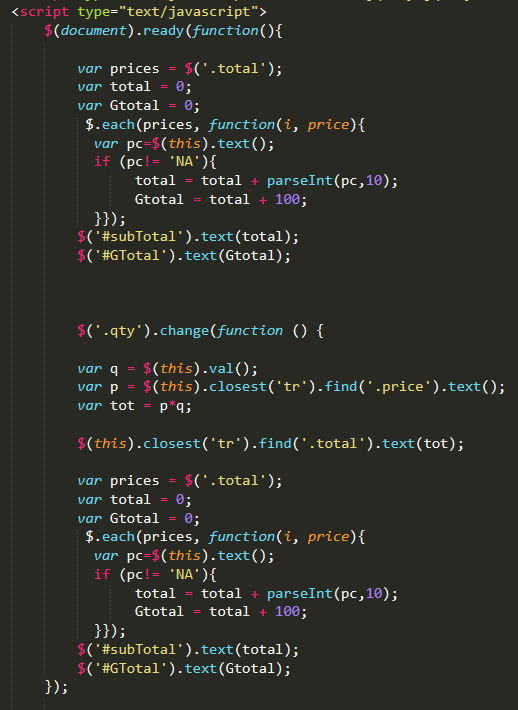 <script type="text/javascript">
$(document).ready(function(){
var prices = $('.total');
var total = 0;
var Gtotal = 0;
$.each(prices, function(i, price){
var pc=$(this).text();
if (pc!= 'NA'){
total = total + parseInt(pc,10);
Gtotal = total + 100;
}});
$('#subTotal').text(total);
$('#GTotal').text(Gtotal);
$('.qty').change(function () {
var q = $(this).val();
var p = $(this).closest('tr').find('.price').text();
var tot = p*q;
$(this).closest('tr').find('.total').text(tot);
var prices = $('.total');
var total = 0;
var Gtotal = 0;
$.each(prices, function(i, price){
var pc=$(this).text();
if (pc!= 'NA'){
total = total + parseInt(pc,10);
Gtotal = total + 100;
}});
$('#subTotal').text(total);
$('#GTotal').text(Gtotal);
});